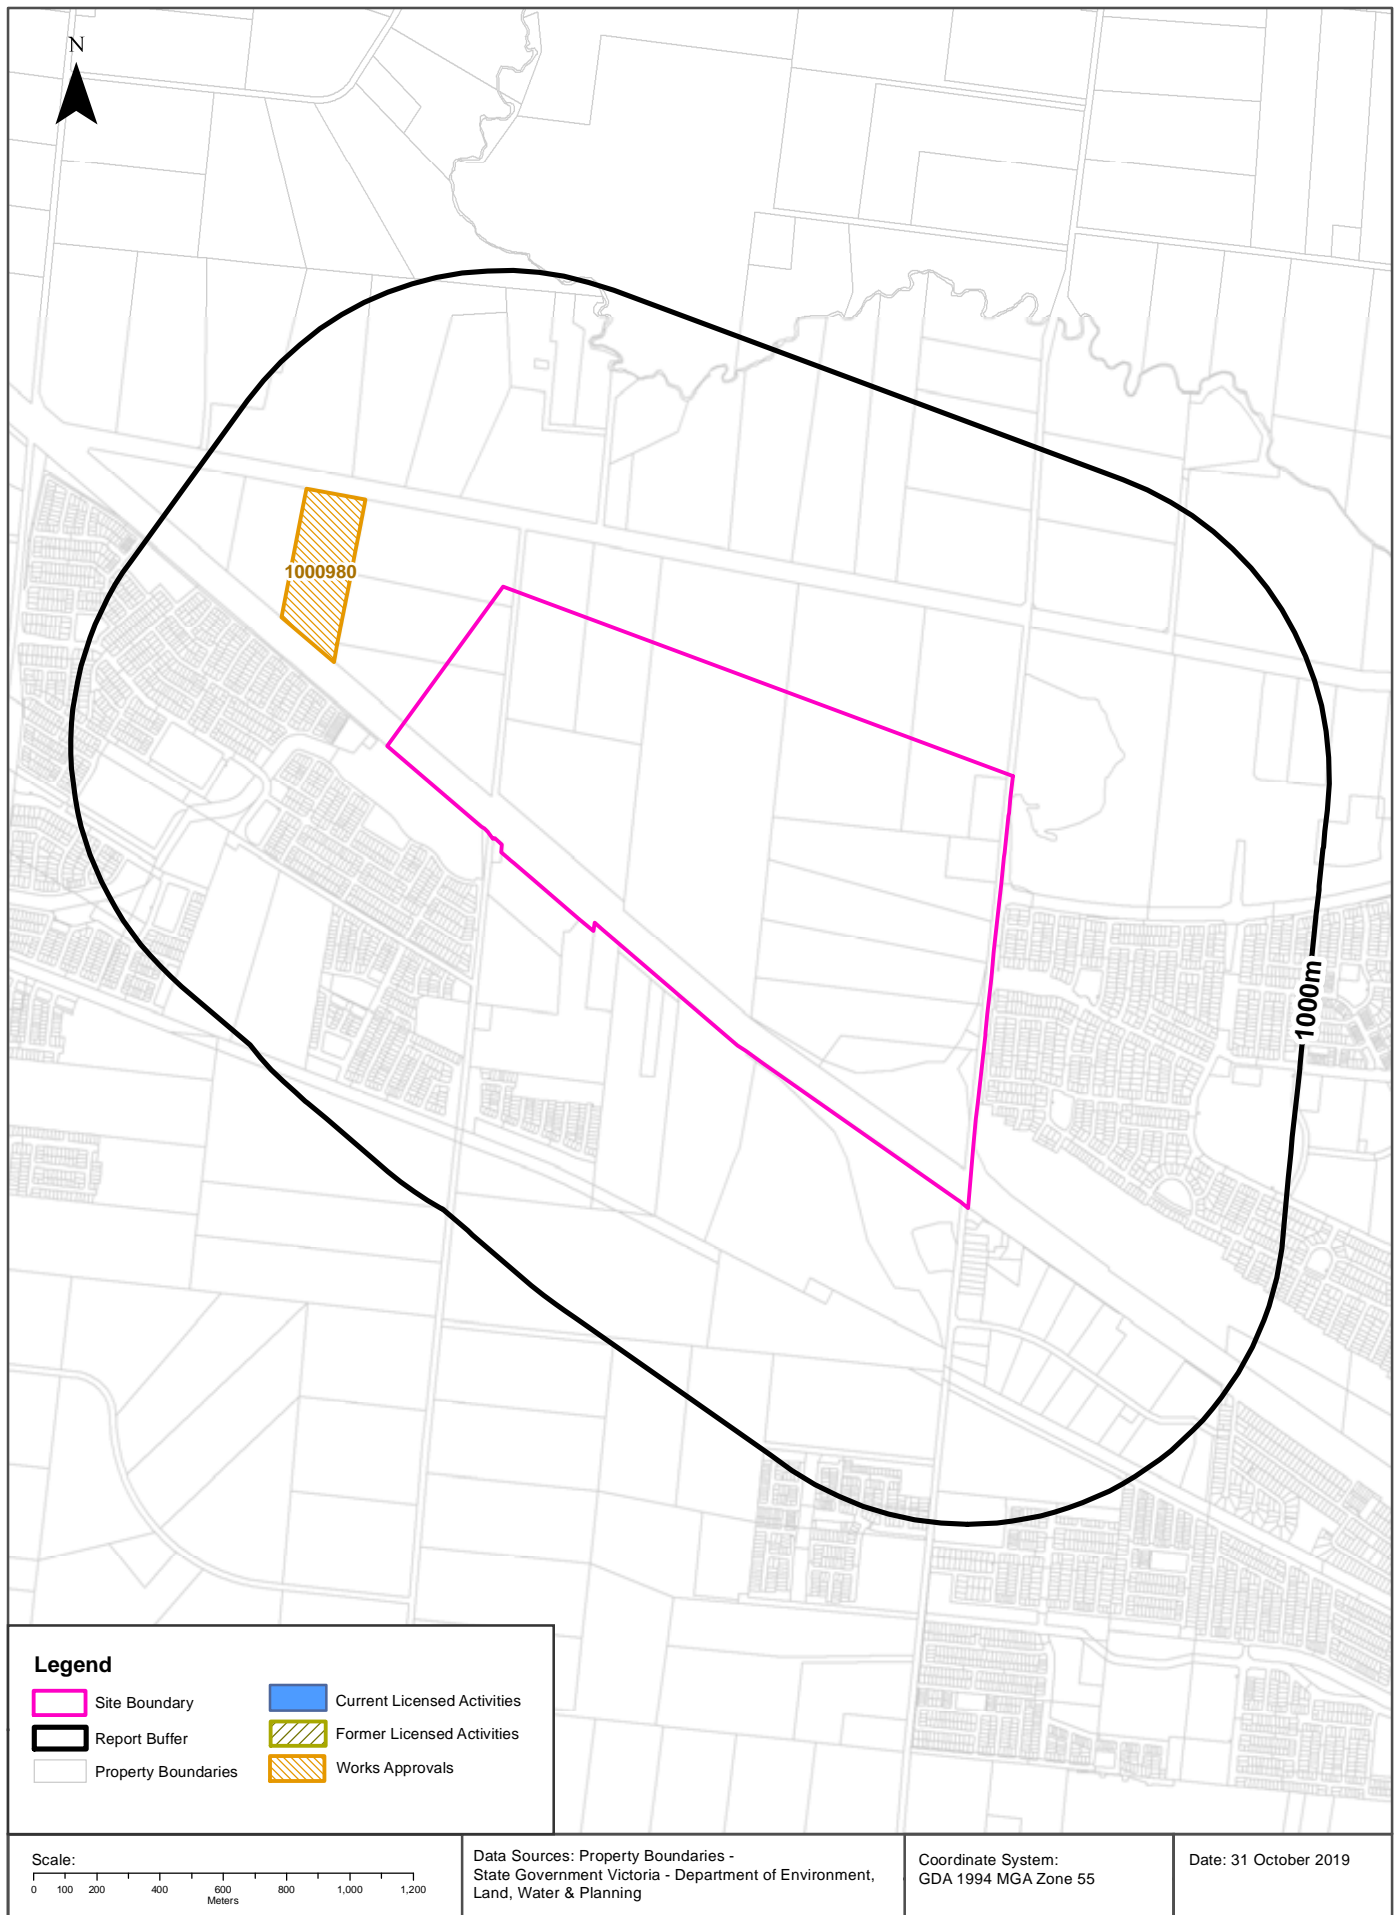 N
1000980
1000m
Legend
Site Boundary
Report Buffer
Property Boundaries
Current Licensed Activities
Former Licensed Activities
Works Approvals
Scale:
0 100 200 400 600 800 1,000 1,200
Meters
Data Sources: Property Boundaries -
State Government Victoria - Department of Environment,
Land, Water & Planning
Coordinate System:
GDA 1994 MGA Zone 55
Date: 31 October 2019